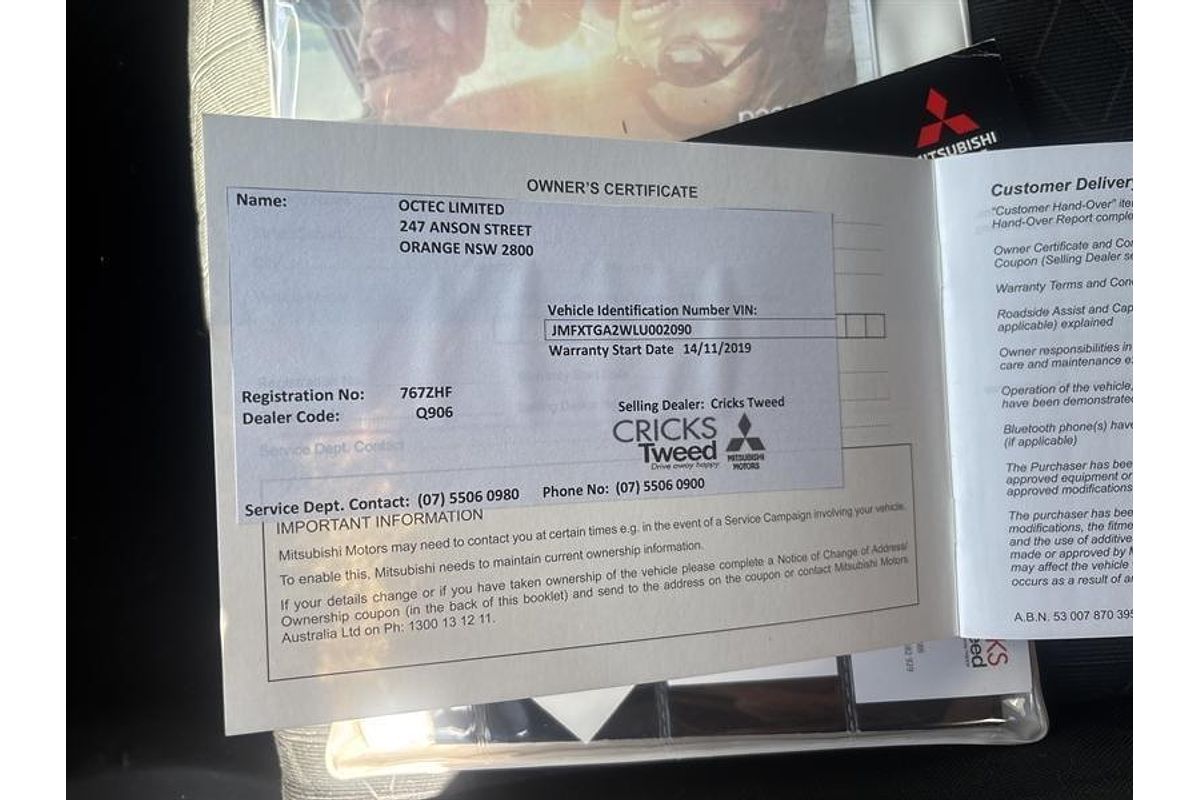 MITSUBISHI
OWNER'S CERTIFICATE
Name: OCTEC LIMITED
247 ANSON STREET
ORANGE NSW 2800
Vehicle Identification Number VIN:
JMFXTGA2WLU002090
Warranty Start Date 14/11/2019
Registration No: 767ZHF
Dealer Code: Q906
Selling Dealer: Cricks Tweed
CRICKS
Tweed
Drive away happy
MITSUBISHI
MOTORS
Service Dept. Contact: (07) 5506 0980 Phone No: (07) 5506 0900
Service Dept. Contact
IMPORTANT INFORMATION
Mitsubishi Motors may need to contact you at certain times e.g. in the event of a Service Campaign involving your vehicle.
To enable this, Mitsubishi needs to maintain current ownership information.
If your details change or if you have taken ownership of the vehicle please complete a Notice of Change of Address/
Ownership coupon (in the back of this booklet) and send to the address on the coupon or contact Mitsubishi Motors
Australia Ltd on Ph: 1300 13 12 11.
Customer Delivery
"Customer Hand-Over" 
Hand-Over Report
Owner Certificate and
Coupon (Selling Dealer
Warranty Terms and
Roadside Assist and
applicable) explained
Owner responsibilities in
care and maintenance
Operation of the vehicle,
have been demonstrated
Bluetooth phone(s) have
(if applicable)
The Purchaser has
approved equipment or
approved modifications
The purchaser has
modifications, the
and the use of
made or approved by
may affect the vehicle
occurs as a result of
A.B.N. 53 007 870 395